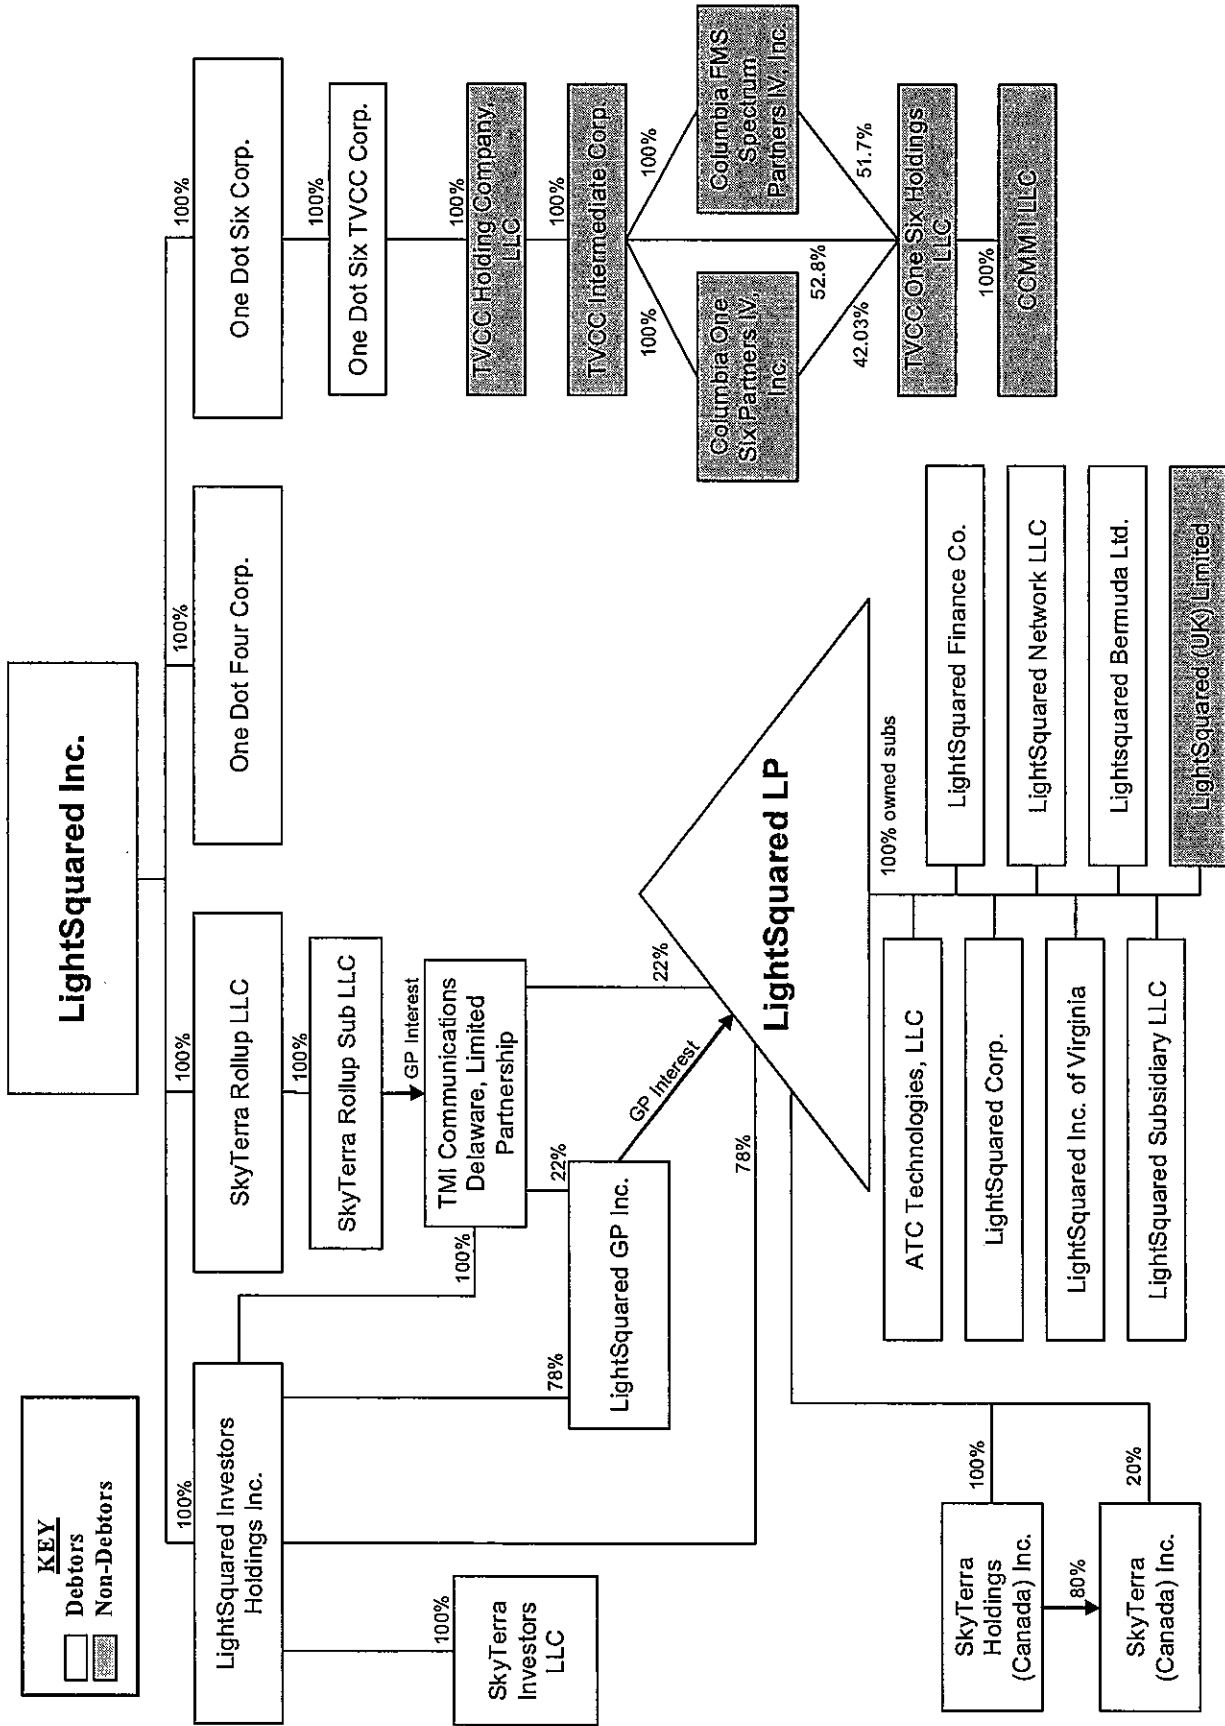 KEY
Debtors
Non-Debtors
LightSquared Inc.
100%
LightSquared Investors
Holdings Inc.
100%
SkyTerra Rollup LLC
100%
One Dot Four Corp.
100%
One Dot Six Corp.
100%
SkyTerra Rollup Sub LLC
GP Interest
100%
TMI Communications
Delaware, Limited
Partnership
100%
SkyTerra
Investors
LLC
78%
22%
LightSquared GP Inc.
GP Interest
78%
22%
LightSquared LP
100% owned subs
ATC Technologies, LLC
LightSquared Corp.
LightSquared Inc. of Virginia
LightSquared Subsidiary LLC
LightSquared Finance Co.
LightSquared Network LLC
Lightsquared Bermuda Ltd.
LightSquared (UK) Limited
100%
SkyTerra
Holdings
(Canada) Inc.
80%
20%
SkyTerra
(Canada) Inc.
100%
One Dot Six TVCC Corp.
100%
TVCC Holding Company,
LLC
100%
TVCC Intermediate Corp.
100%
100%
Columbia One
Six Partners IV,
Inc.
Columbia FMS
Spectrum
Partners IV, Inc.
42.03%
52.8%
51.7%
TVCC One Six Holdings
LLC
100%
CCMM I LLC